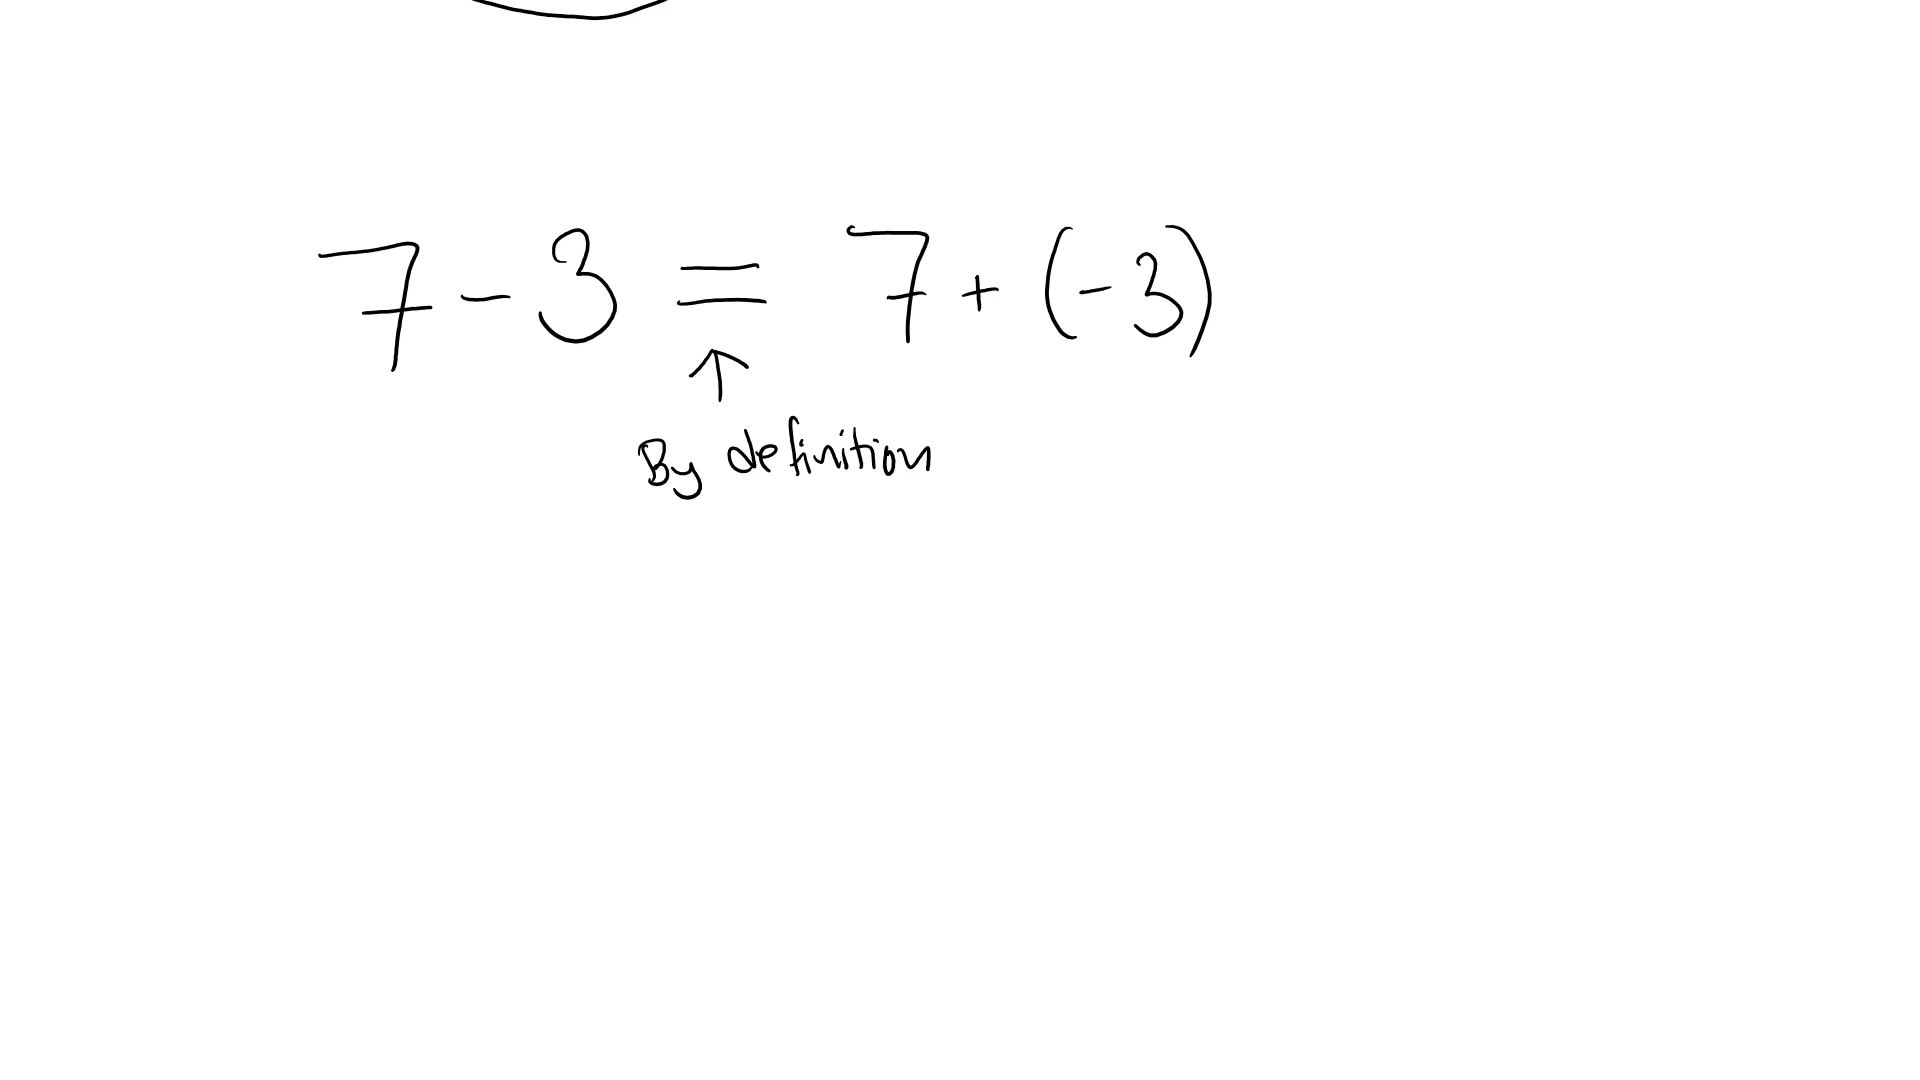 7 - 3 = 7 + (-3)
↑
By definition